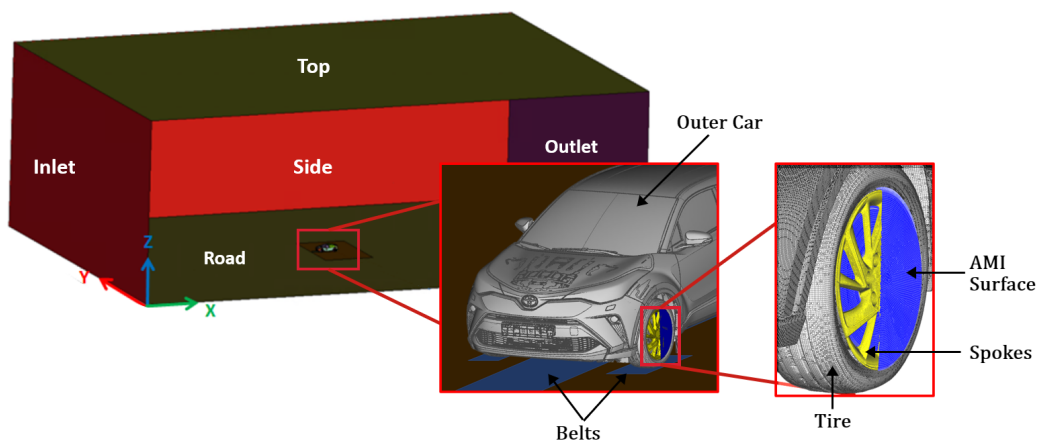 Top
Outer Car
Inlet
Side
Outlet
Z
Road
Y
X
AMI
Surface
Spokes
Tire
Belts